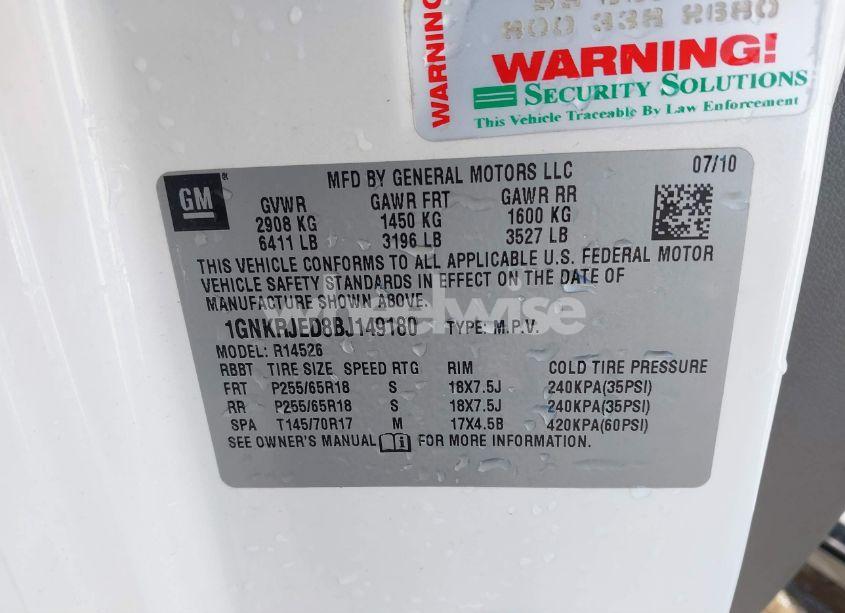 800 338 2880
WARNING!
WARNING!
SECURITY SOLUTIONS
This Vehicle Traceable By Law Enforcement
GM
MFD BY GENERAL MOTORS LLC 07/10
GVWR GAWR FRT GAWR RR
2908 KG 1450 KG 1600 KG
6411 LB 3196 LB 3527 LB
THIS VEHICLE CONFORMS TO ALL APPLICABLE U.S. FEDERAL MOTOR
VEHICLE SAFETY STANDARDS IN EFFECT ON THE DATE OF
MANUFACTURE SHOWN ABOVE.
wheelwise
1GNKRJED8BJ149180 TYPE: M.P.V.
MODEL: R14526
RBBT TIRE SIZE SPEED RTG RIM COLD TIRE PRESSURE
FRT P255/65R18 S 18X7.5J 240KPA(35PSI)
RR P255/65R18 S 18X7.5J 240KPA(35PSI)
SPA T145/70R17 M 17X4.5B 420KPA(60PSI)
SEE OWNER'S MANUAL FOR MORE INFORMATION.